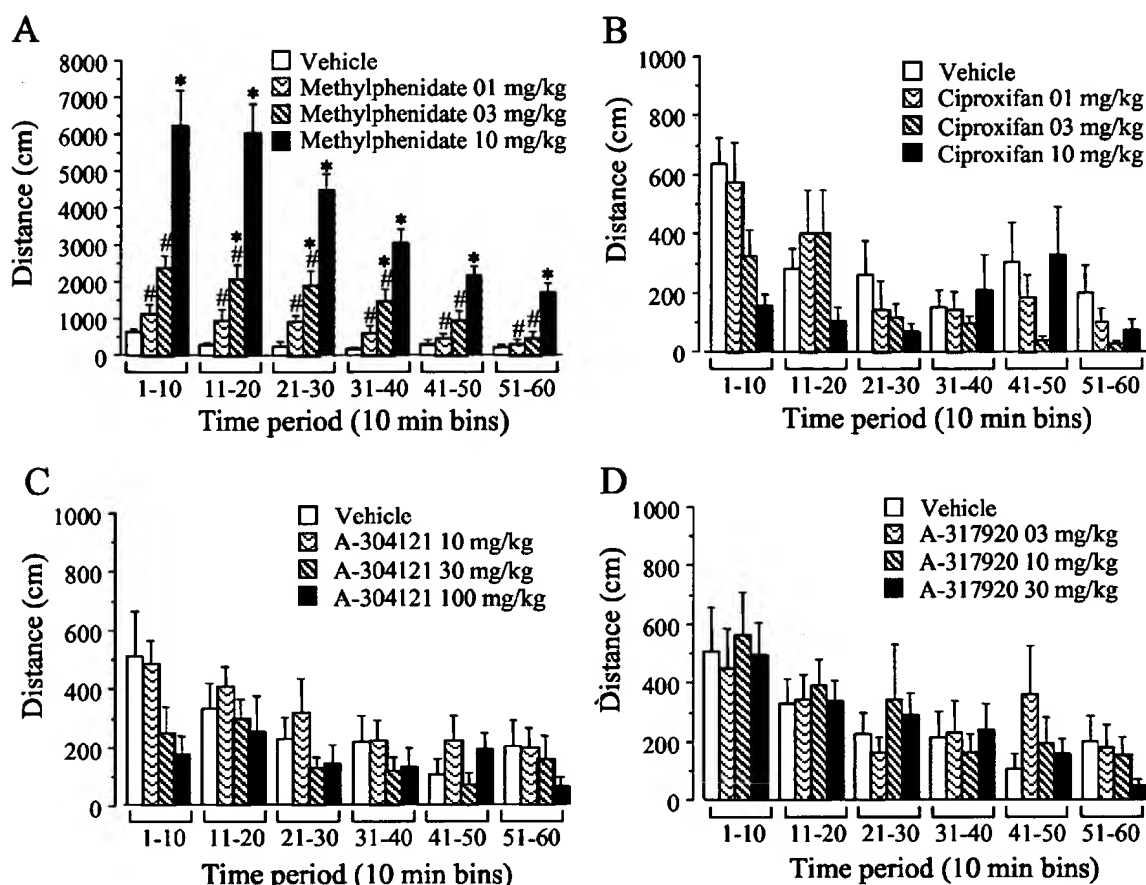 A
8000
7000
6000
5000
4000
3000
2000
1000
0
Distance (cm)
Vehicle
Methylphenidate 01 mg/kg
Methylphenidate 03 mg/kg
Methylphenidate 10 mg/kg
* * * * * *
* * *
# # # # # #
# # # # # #
1-10 11-20 21-30 31-40 41-50 51-60
Time period (10 min bins)
B
1000
800
600
400
200
0
Distance (cm)
Vehicle
Ciproxifan 01 mg/kg
Ciproxifan 03 mg/kg
Ciproxifan 10 mg/kg
1-10 11-20 21-30 31-40 41-50 51-60
Time period (10 min bins)
C
1000
800
600
400
200
0
Distance (cm)
Vehicle
A-304121 10 mg/kg
A-304121 30 mg/kg
A-304121 100 mg/kg
1-10 11-20 21-30 31-40 41-50 51-60
Time period (10 min bins)
D
1000
800
600
400
200
0
Distance (cm)
Vehicle
A-317920 03 mg/kg
A-317920 10 mg/kg
A-317920 30 mg/kg
1-10 11-20 21-30 31-40 41-50 51-60
Time period (10 min bins)